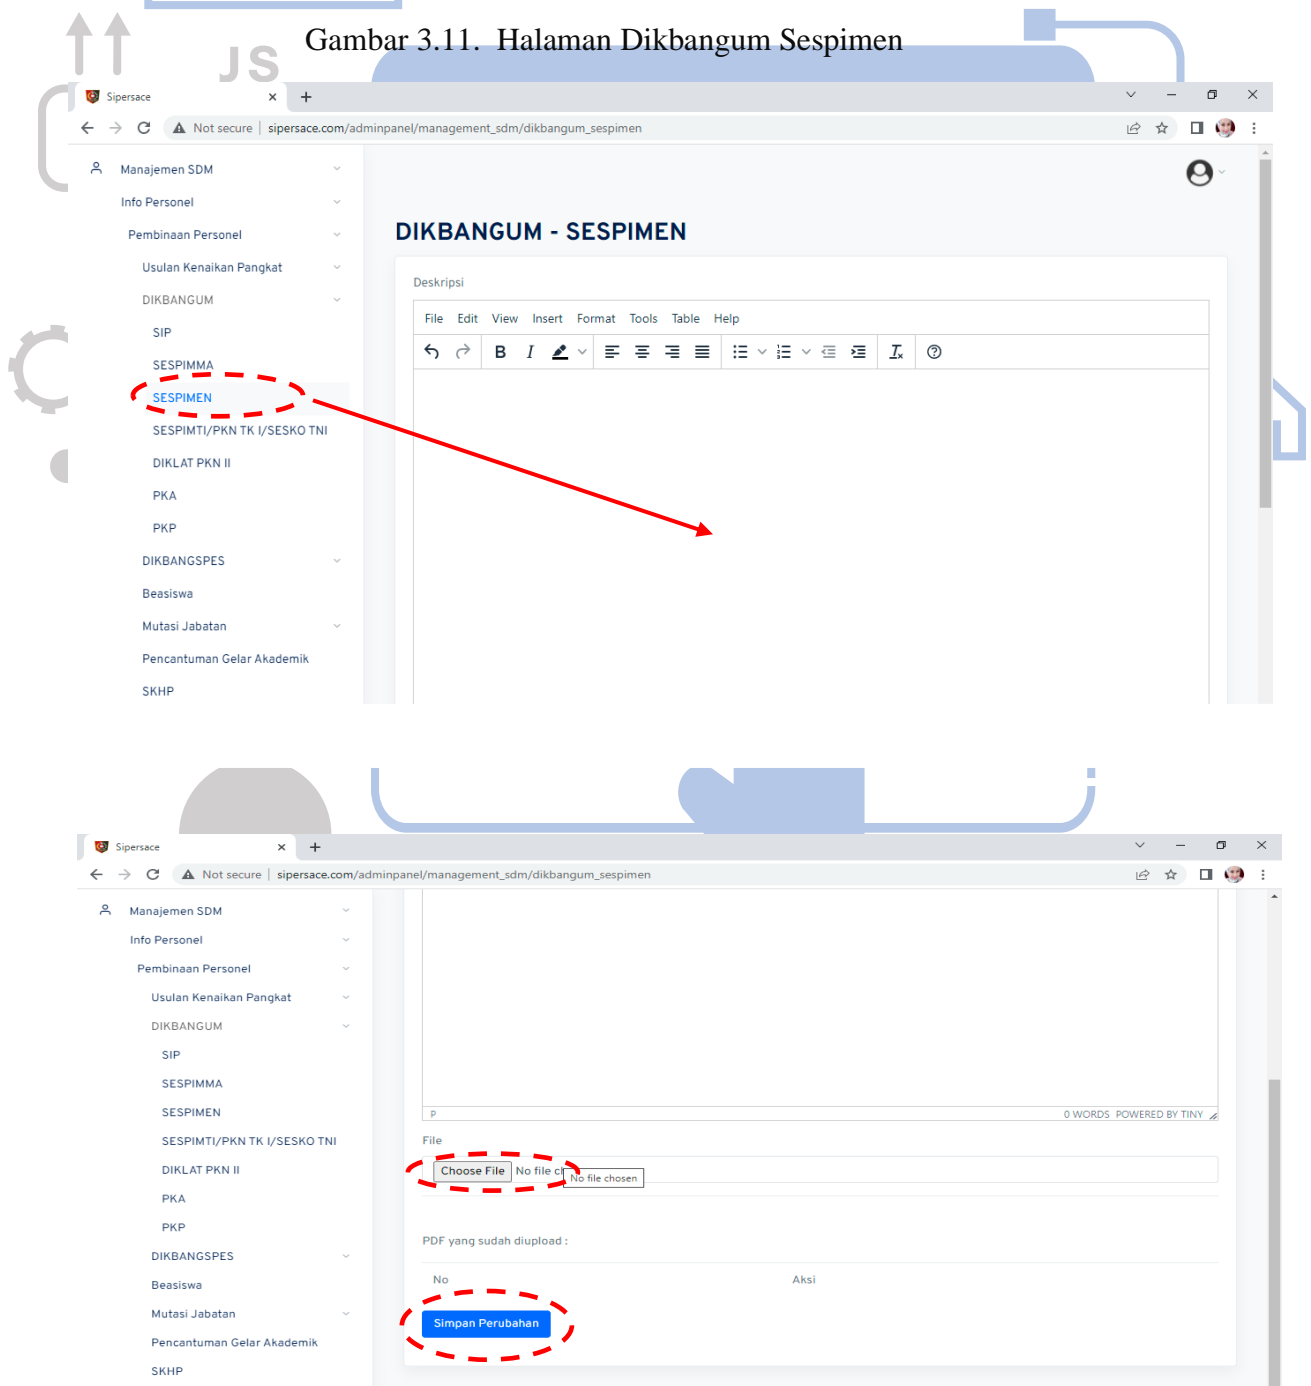 Gambar 3.11.  Halaman Dikbangum Sespimen
JS
Sipersace
Not secure | sipersace.com/adminpanel/management_sdm/dikbangum_sespimen
Manajemen SDM
Info Personel
Pembinaan Personel
Usulan Kenaikan Pangkat
DIKBANGUM
SIP
SESPIMMA
SESPIMEN
SESPIMTI/PKN TK I/SESKO TNI
DIKLAT PKN II
PKA
PKP
DIKBANGSPES
Beasiswa
Mutasi Jabatan
Pencantuman Gelar Akademik
SKHP
DIKBANGUM - SESPIMEN
Deskripsi
File Edit View Insert Format Tools Table Help
B I
Sipersace
Not secure | sipersace.com/adminpanel/management_sdm/dikbangum_sespimen
Manajemen SDM
Info Personel
Pembinaan Personel
Usulan Kenaikan Pangkat
DIKBANGUM
SIP
SESPIMMA
SESPIMEN
SESPIMTI/PKN TK I/SESKO TNI
DIKLAT PKN II
PKA
PKP
DIKBANGSPES
Beasiswa
Mutasi Jabatan
Pencantuman Gelar Akademik
SKHP
P 0 WORDS POWERED BY TINY
File
Choose File No file c
No file chosen
PDF yang sudah diupload :
No Aksi
Simpan Perubahan